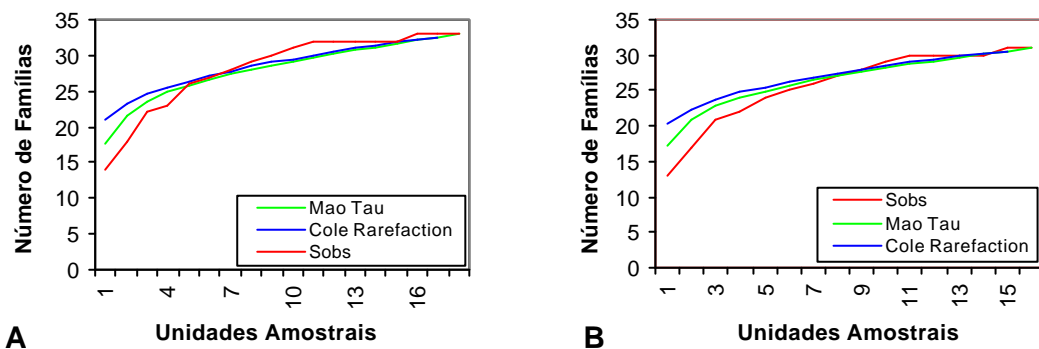 Número de Famílias
35
30
25
20
15
10
5
0
Mao Tau
Cole Rarefaction
Sobs
1
4
7
10
13
16
Unidades Amostrais
A
Número de Famílias
35
30
25
20
15
10
5
0
Sobs
Mao Tau
Cole Rarefaction
1
3
5
7
9
11
13
15
Unidades Amostrais
B